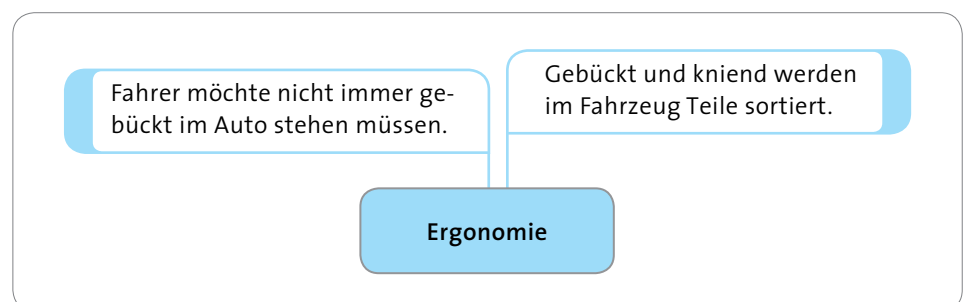 Fahrer möchte nicht immer ge-
bückt im Auto stehen müssen.
Gebückt und kniend werden
im Fahrzeug Teile sortiert.
Ergonomie